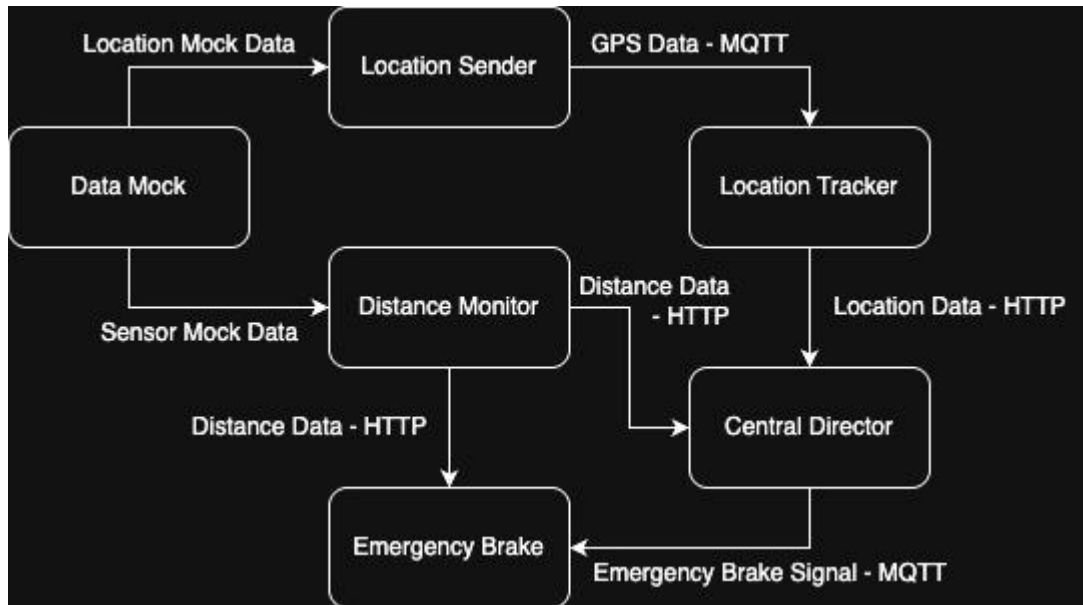 Location Mock Data
Location Sender
GPS Data - MQTT
Data Mock
Location Tracker
Sensor Mock Data
Distance Monitor
Distance Data
- HTTP
Location Data - HTTP
Distance Data - HTTP
Central Director
Emergency Brake
Emergency Brake Signal - MQTT